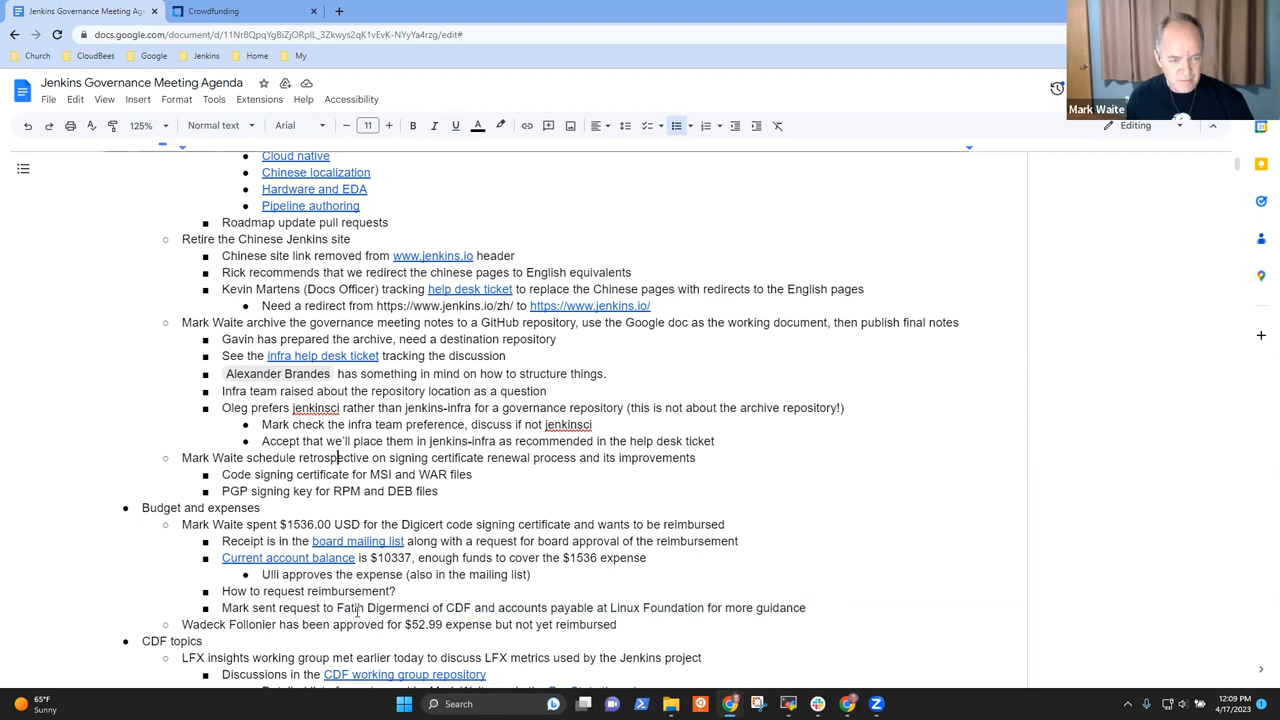 Jenkins Governance Meeting Agenda
Crowdfunding
docs.google.com/document/d/11Nr8QpqYgBiZjORpIL_3Zkwys2qK1vEvK-NYyYa4rzg/edit#
Church
CloudBees
Google
Jenkins
Home
My
Mark Waite
Jenkins Governance Meeting Agenda
File Edit View Insert Format Tools Extensions Help Accessibility
125% Normal text Arial 11 Editing
Cloud native
Chinese localization
Hardware and EDA
Pipeline authoring
Roadmap update pull requests
Retire the Chinese Jenkins site
Chinese site link removed from www.jenkins.io header
Rick recommends that we redirect the chinese pages to English equivalents
Kevin Martens (Docs Officer) tracking help desk ticket to replace the Chinese pages with redirects to the English pages
Need a redirect from https://www.jenkins.io/zh/ to https://www.jenkins.io/
Mark Waite archive the governance meeting notes to a GitHub repository, use the Google doc as the working document, then publish final notes
Gavin has prepared the archive, need a destination repository
See the infra help desk ticket tracking the discussion
Alexander Brandes has something in mind on how to structure things.
Infra team raised about the repository location as a question
Oleg prefers jenkinsci rather than jenkins-infra for a governance repository (this is not about the archive repository!)
Mark check the infra team preference, discuss if not jenkinsci
Accept that we'll place them in jenkins-infra as recommended in the help desk ticket
Mark Waite schedule retrospective on signing certificate renewal process and its improvements
Code signing certificate for MSI and WAR files
PGP signing key for RPM and DEB files
Budget and expenses
Mark Waite spent $1536.00 USD for the Digicert code signing certificate and wants to be reimbursed
Receipt is in the board mailing list along with a request for board approval of the reimbursement
Current account balance is $10337, enough funds to cover the $1536 expense
Ulli approves the expense (also in the mailing list)
How to request reimbursement?
Mark sent request to Fatih Digermenci of CDF and accounts payable at Linux Foundation for more guidance
Wadeck Follonier has been approved for $52.99 expense but not yet reimbursed
CDF topics
LFX insights working group met earlier today to discuss LFX metrics used by the Jenkins project
Discussions in the CDF working group repository
65°F
Sunny
Search
12:09 PM
4/17/2023